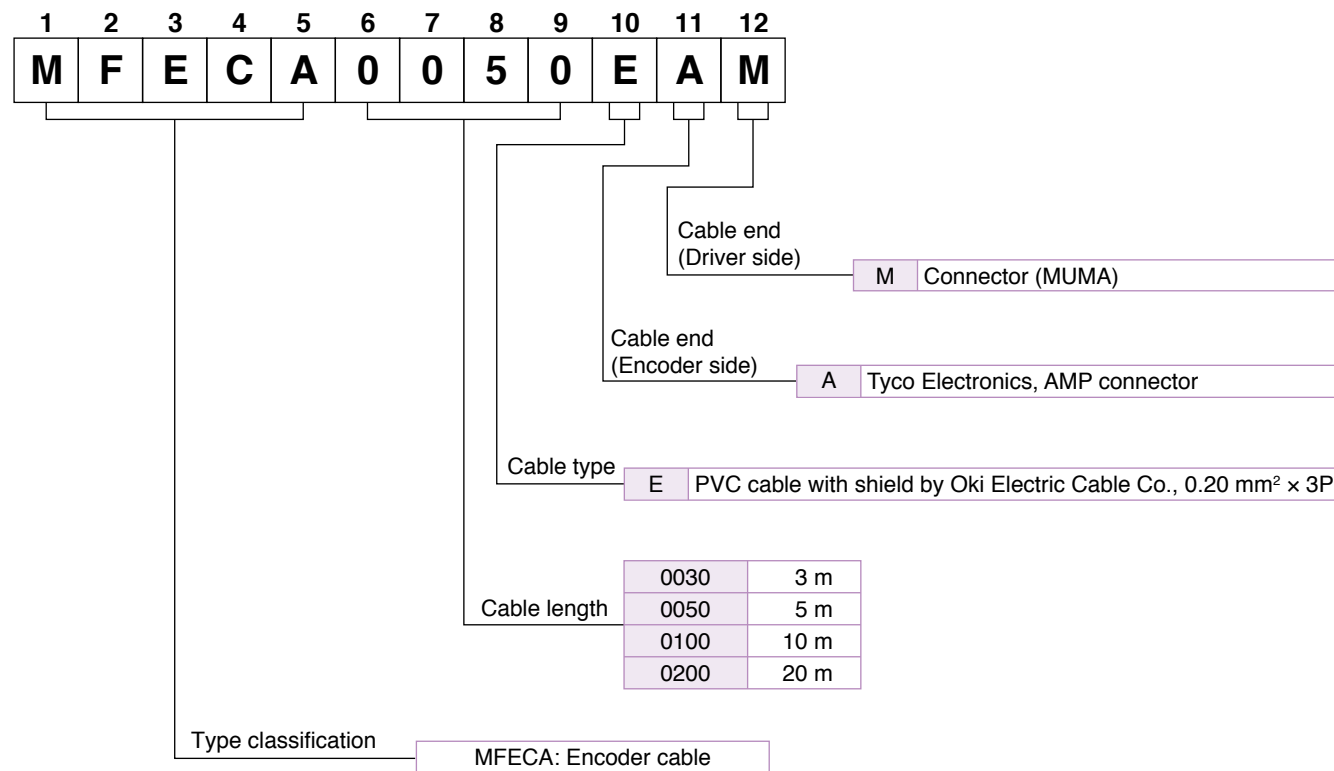 1 2 3 4 5 6 7 8 9 10 11 12
M F E C A 0 0 5 0 E A M
Cable end
(Driver side)
M Connector (MUMA)
Cable end
(Encoder side)
A Tyco Electronics, AMP connector
Cable type
E PVC cable with shield by Oki Electric Cable Co., 0.20 mm² × 3P
Cable length
0030 3 m
0050 5 m
0100 10 m
0200 20 m
Type classification
MFECA: Encoder cable